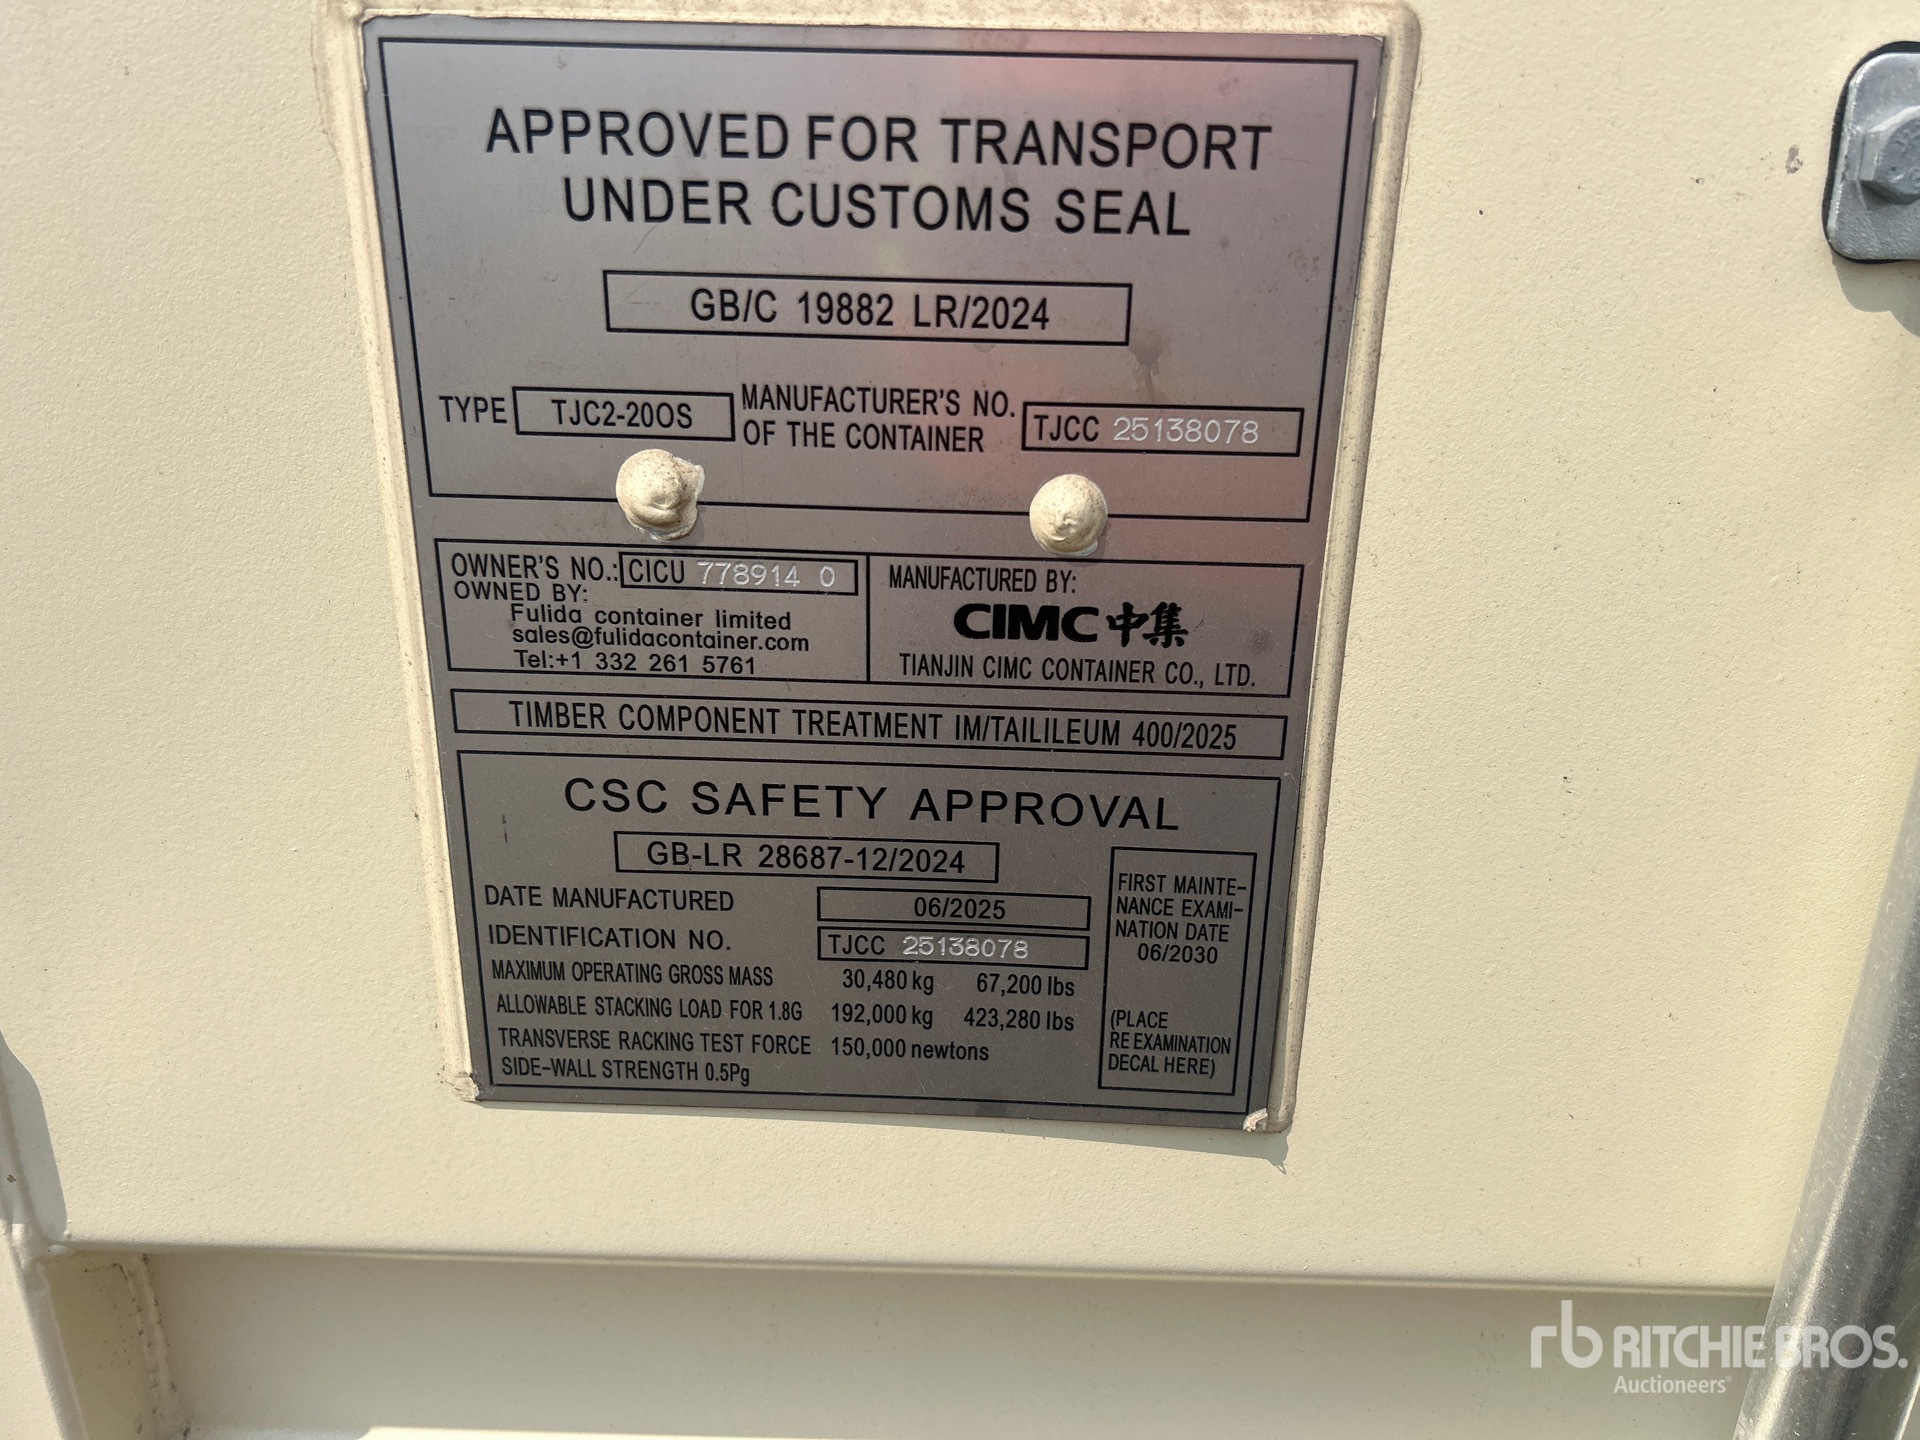 APPROVED FOR TRANSPORT
UNDER CUSTOMS SEAL
GB/C 19882 LR/2024
TYPE TJC2-20OS MANUFACTURER'S NO. OF THE CONTAINER TJCC 25138078
OWNER'S NO.: CICU 778914 0
OWNED BY:
Fulida container limited
sales@fulidacontainer.com
Tel:+1 332 261 5761
MANUFACTURED BY:
CIMC 中集
TIANJIN CIMC CONTAINER CO., LTD.
TIMBER COMPONENT TREATMENT IM/TAILILEUM 400/2025
CSC SAFETY APPROVAL
GB-LR 28687-12/2024
DATE MANUFACTURED 06/2025
IDENTIFICATION NO. TJCC 25138078
MAXIMUM OPERATING GROSS MASS 30,480 kg 67,200 lbs
ALLOWABLE STACKING LOAD FOR 1.8G 192,000 kg 423,280 lbs
TRANSVERSE RACKING TEST FORCE 150,000 newtons
SIDE-WALL STRENGTH 0.5Pg
FIRST MAINTE-
NANCE EXAMI-
NATION DATE
06/2030
(PLACE
REEXAMINATION
DECAL HERE)
rb RITCHIE BROS.
Auctioneers